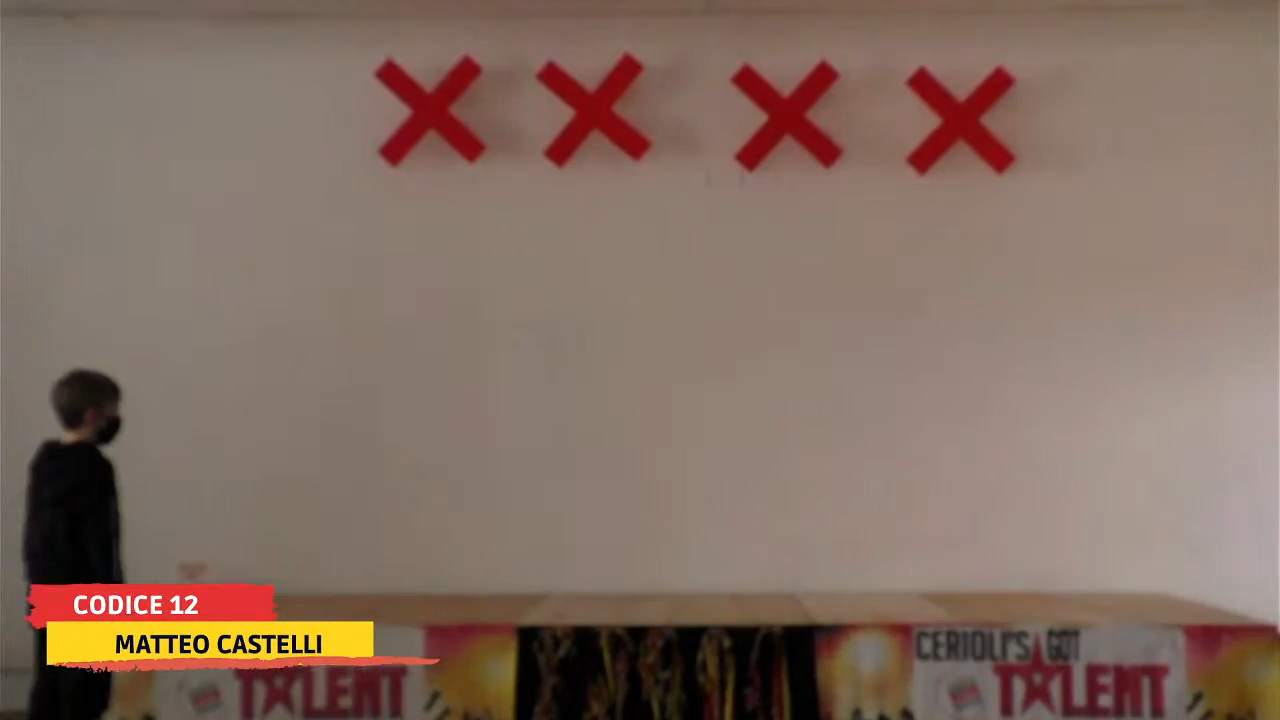 CODICE 12
MATTEO CASTELLI
TALENT
CERIOLI'S GOT
TALENT